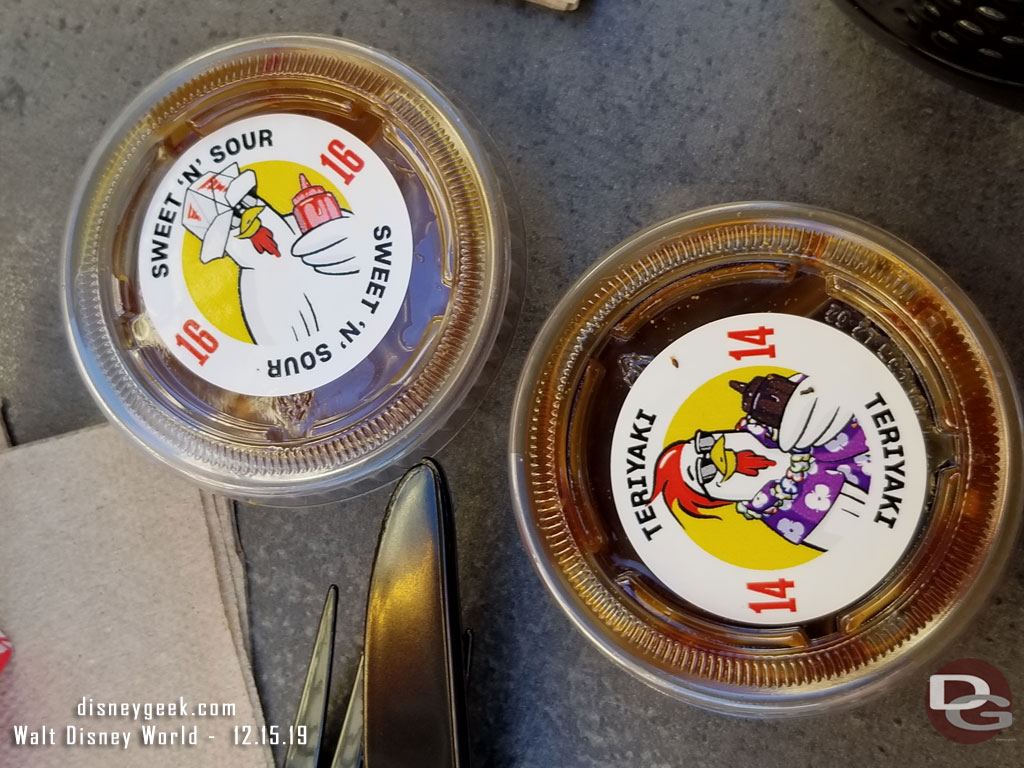 SWEET 'N' SOUR
16
SWEET 'N' SOUR
16
14
TERIYAKI
TERIYAKI
14
disneygeek.com
Walt Disney World - 12.15.19
DG